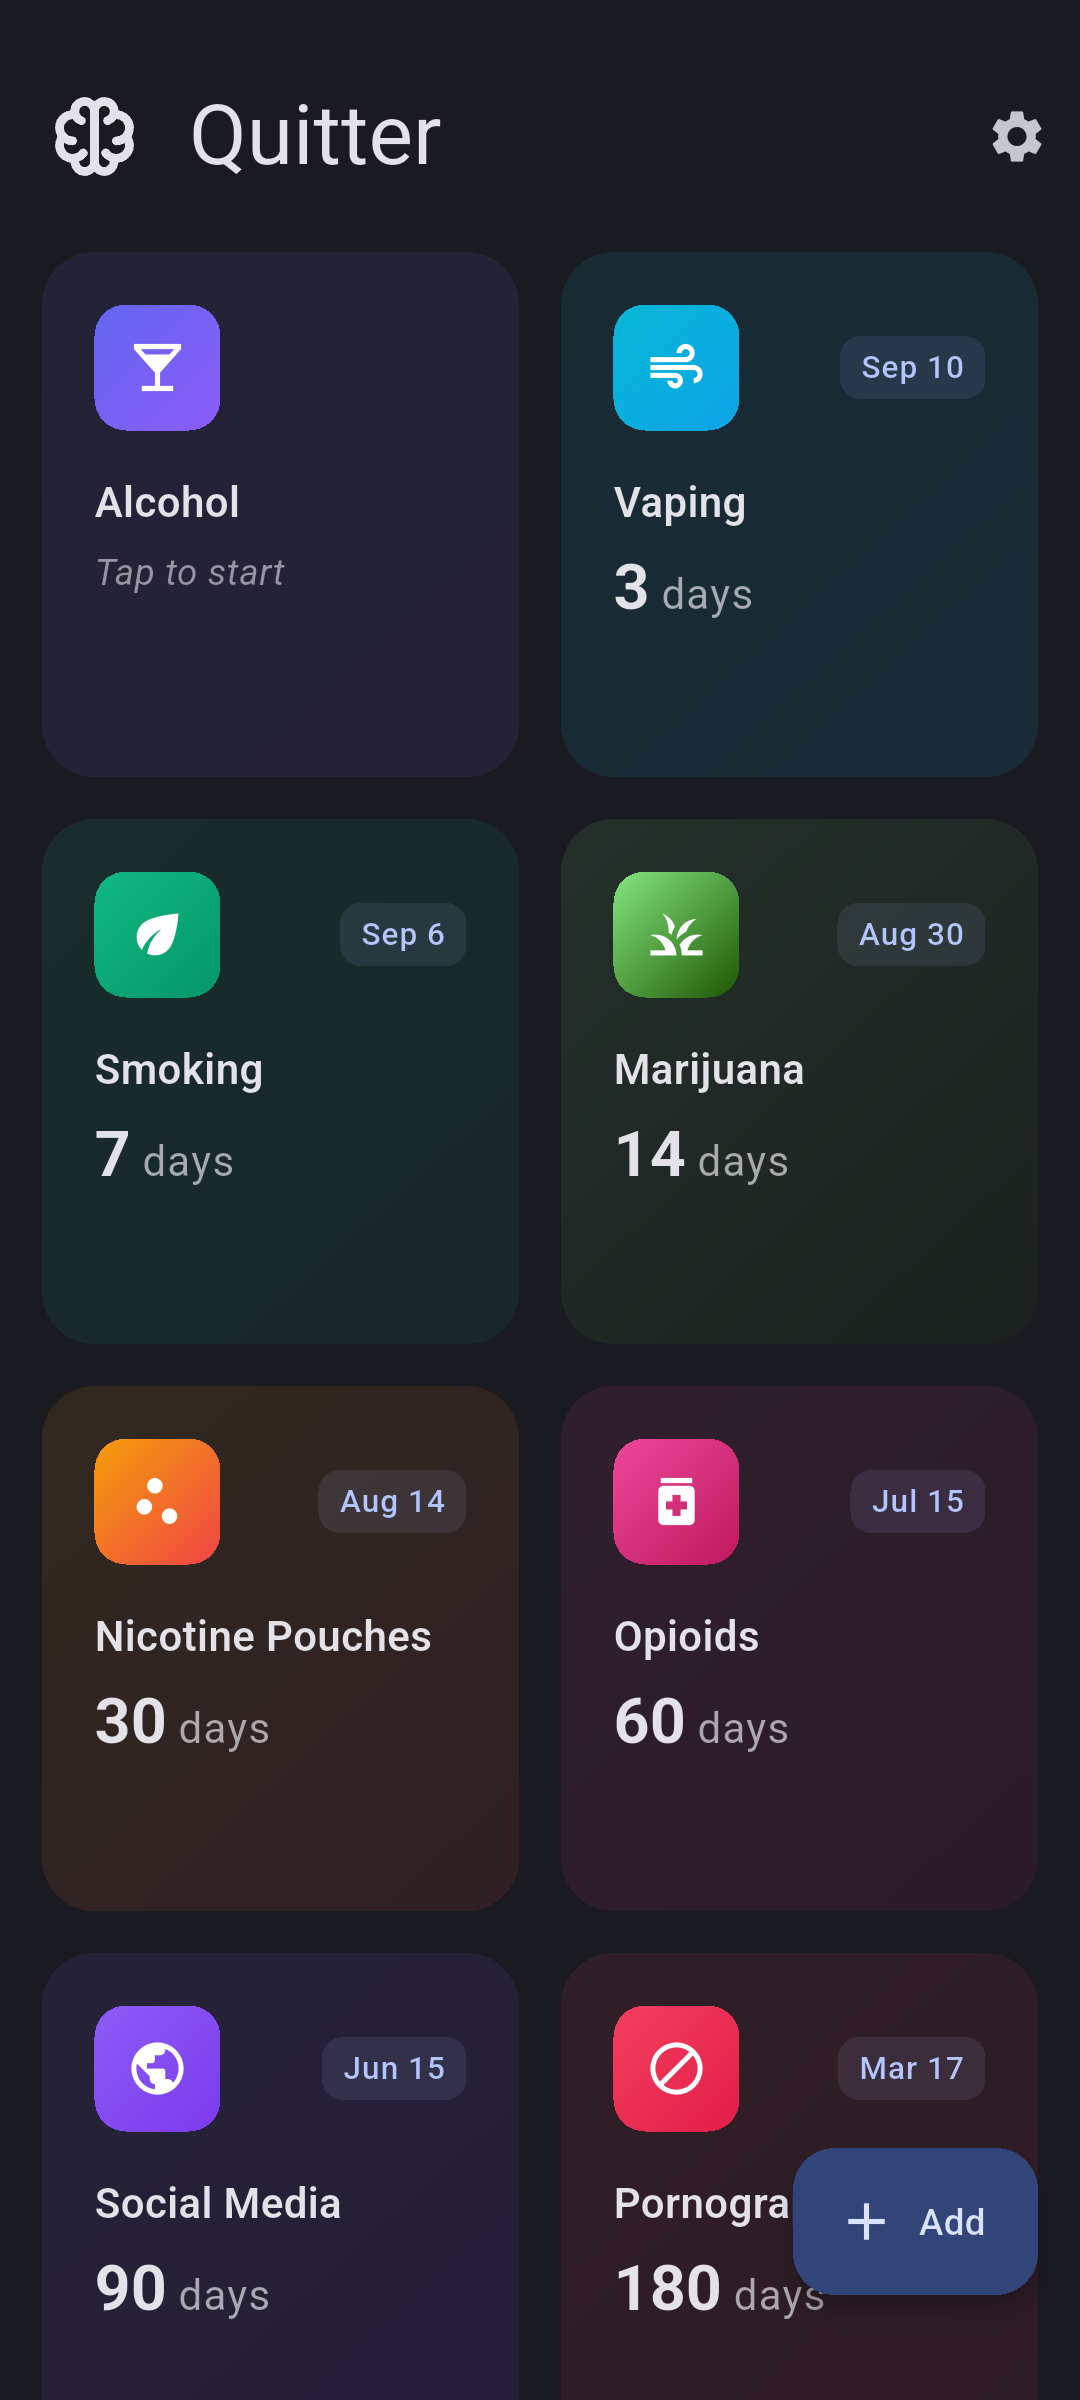 Quitter
Alcohol
Tap to start
Sep 10
Vaping
3 days
Sep 6
Smoking
7 days
Aug 30
Marijuana
14 days
Aug 14
Nicotine Pouches
30 days
Jul 15
Opioids
60 days
Jun 15
Social Media
90 days
Mar 17
Pornogra
180 days
Add